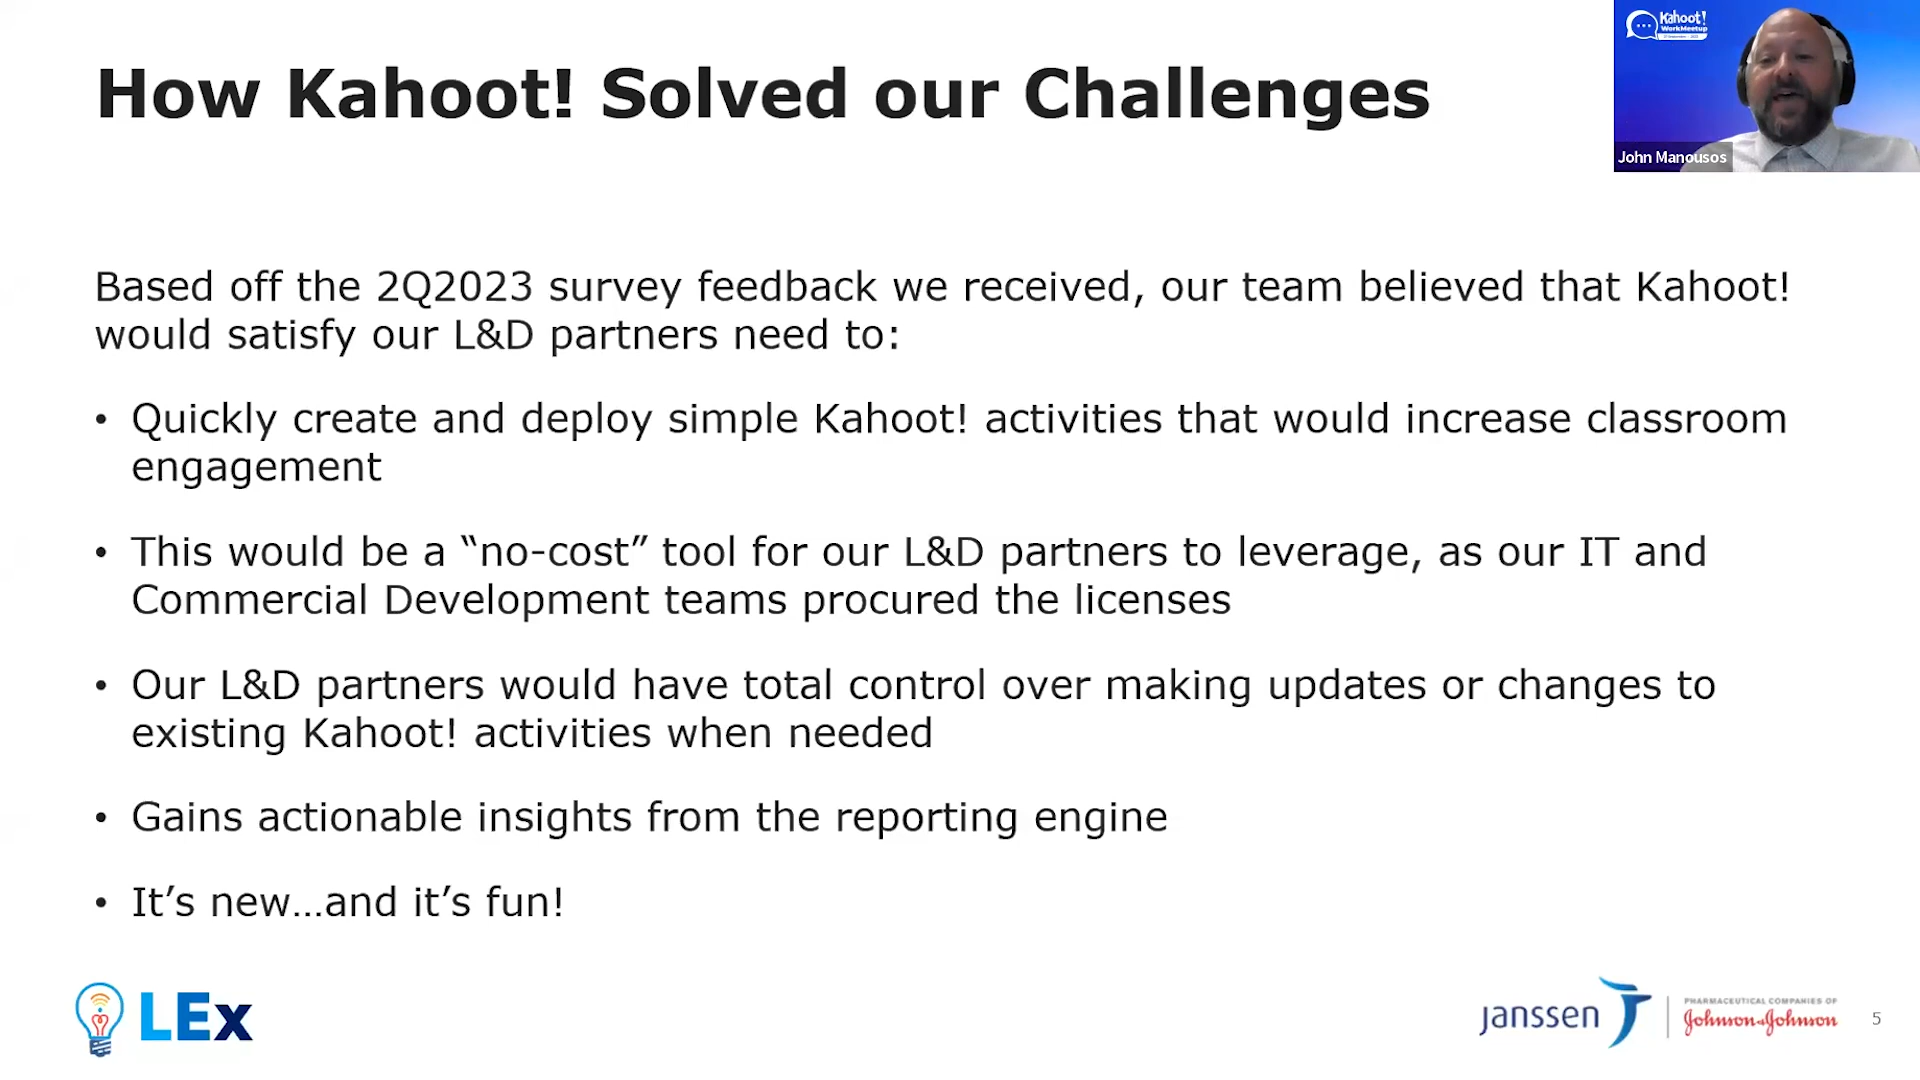 How Kahoot! Solved our Challenges
Kahoot!
WorkMeetup
John Manousos
Based off the 2Q2023 survey feedback we received, our team believed that Kahoot!
would satisfy our L&D partners need to:
• Quickly create and deploy simple Kahoot! activities that would increase classroom
engagement
• This would be a “no-cost” tool for our L&D partners to leverage, as our IT and
Commercial Development teams procured the licenses
• Our L&D partners would have total control over making updates or changes to
existing Kahoot! activities when needed
• Gains actionable insights from the reporting engine
• It’s new…and it’s fun!
LEx
janssen
PHARMACEUTICAL COMPANIES OF
Johnson&Johnson
5